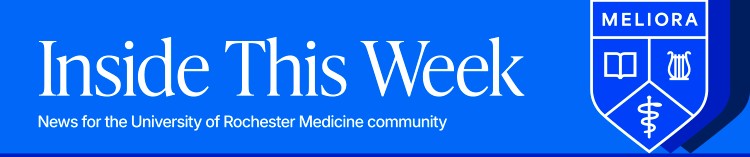 Inside This Week
News for the University of Rochester Medicine community
MELIORA